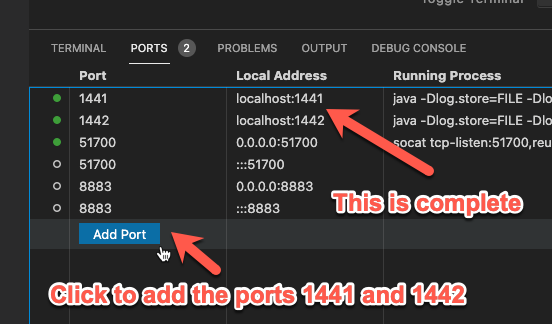 TERMINAL PORTS 2 PROBLEMS OUTPUT DEBUG CONSOLE
Port Local Address Running Process
1441 localhost:1441 java -Dlog.store=FILE -Dlo
1442 localhost:1442 java -Dlog.store=FILE -Dlo
51700 0.0.0.0:51700 socat tcp-listen:51700,reu
51700 :::51700
8883 0.0.0.0:8883
8883 :::8883
This is complete
Add Port
Click to add the ports 1441 and 1442